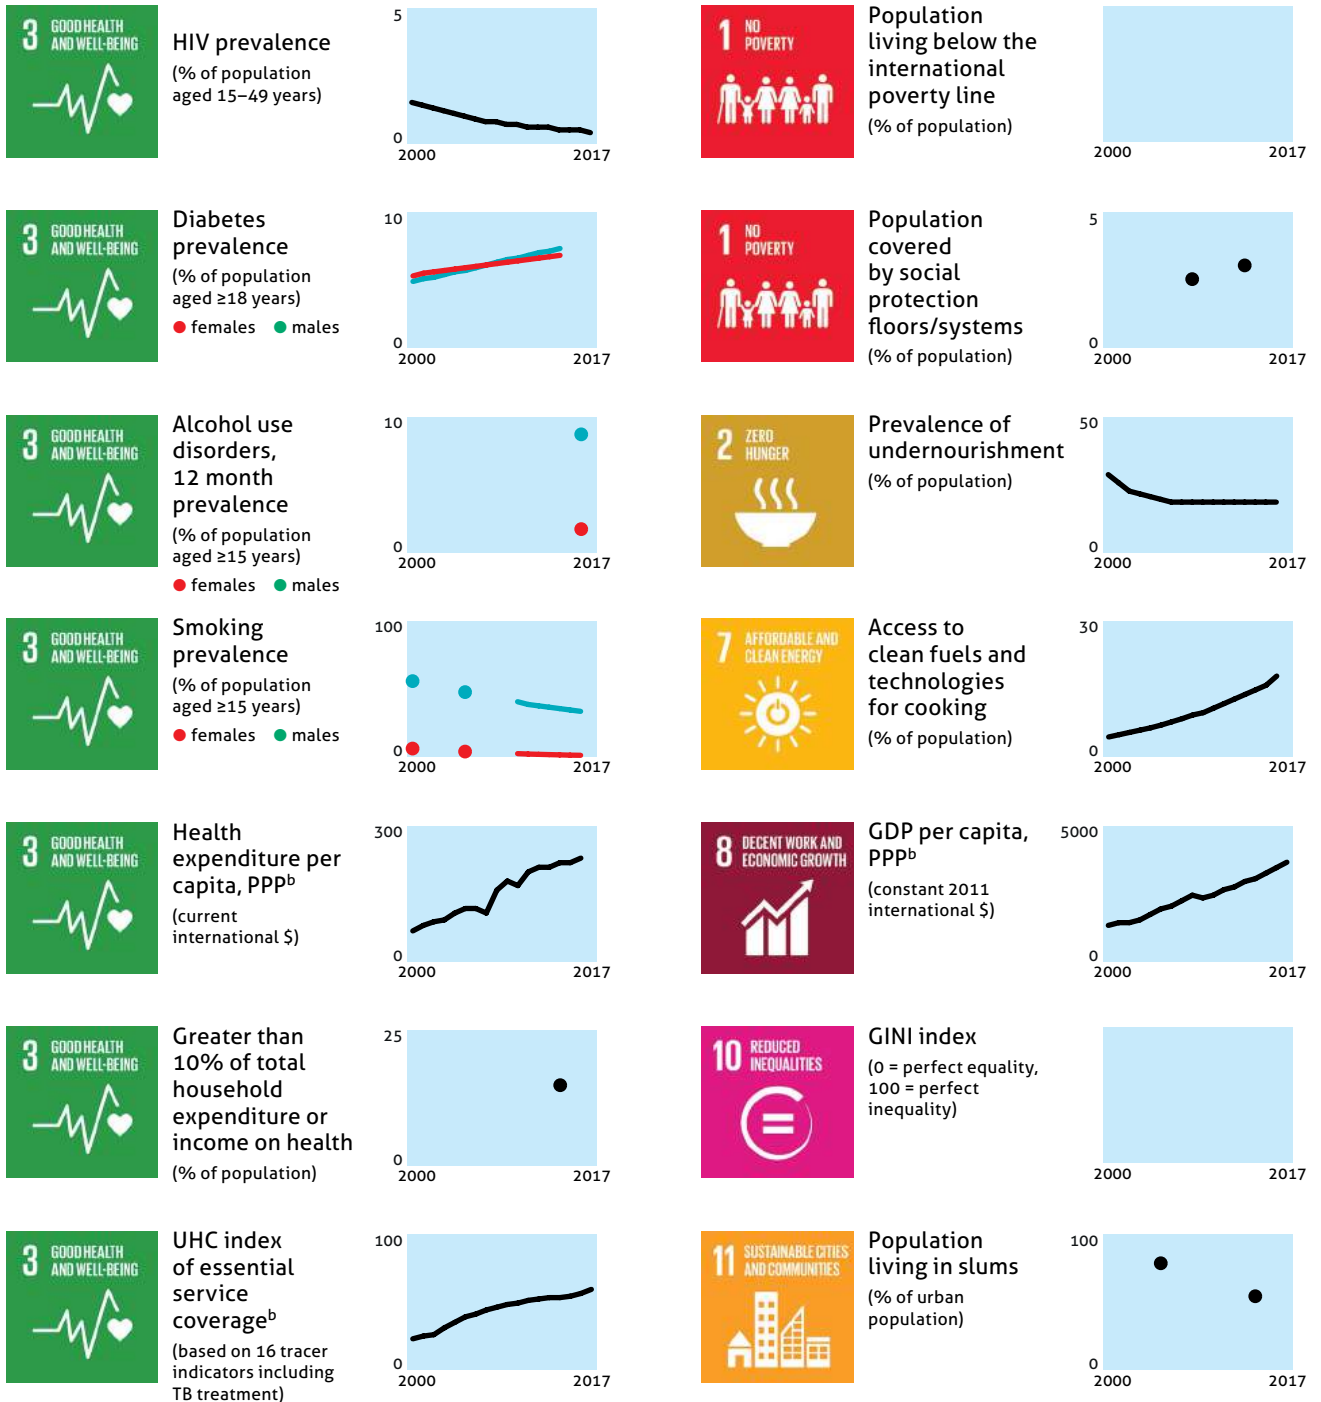 3 GOOD HEALTH
AND WELL-BEING
HIV prevalence
(% of population
aged 15–49 years)
5
0
2000 2017
3 GOOD HEALTH
AND WELL-BEING
Diabetes
prevalence
(% of population
aged ≥18 years)
females males
10
0
2000 2017
3 GOOD HEALTH
AND WELL-BEING
Alcohol use
disorders,
12 month
prevalence
(% of population
aged ≥15 years)
females males
10
0
2000 2017
3 GOOD HEALTH
AND WELL-BEING
Smoking
prevalence
(% of population
aged ≥15 years)
females males
100
0
2000 2017
3 GOOD HEALTH
AND WELL-BEING
Health
expenditure per
capita, PPPᵇ
(current
international $)
300
0
2000 2017
3 GOOD HEALTH
AND WELL-BEING
Greater than
10% of total
household
expenditure or
income on health
(% of population)
25
0
2000 2017
3 GOOD HEALTH
AND WELL-BEING
UHC index
of essential
service
coverageᵇ
(based on 16 tracer
indicators including
TB treatment)
100
0
2000 2017
1 NO
POVERTY
Population
living below the
international
poverty line
(% of population)
2000 2017
1 NO
POVERTY
Population
covered
by social
protection
floors/systems
(% of population)
5
0
2000 2017
2 ZERO
HUNGER
Prevalence of
undernourishment
(% of population)
50
0
2000 2017
7 AFFORDABLE AND
CLEAN ENERGY
Access to
clean fuels and
technologies
for cooking
(% of population)
30
0
2000 2017
8 DECENT WORK AND
ECONOMIC GROWTH
GDP per capita,
PPPᵇ
(constant 2011
international $)
5000
0
2000 2017
10 REDUCED
INEQUALITIES
GINI index
(0 = perfect equality,
100 = perfect
inequality)
2000 2017
11 SUSTAINABLE CITIES
AND COMMUNITIES
Population
living in slums
(% of urban
population)
100
0
2000 2017